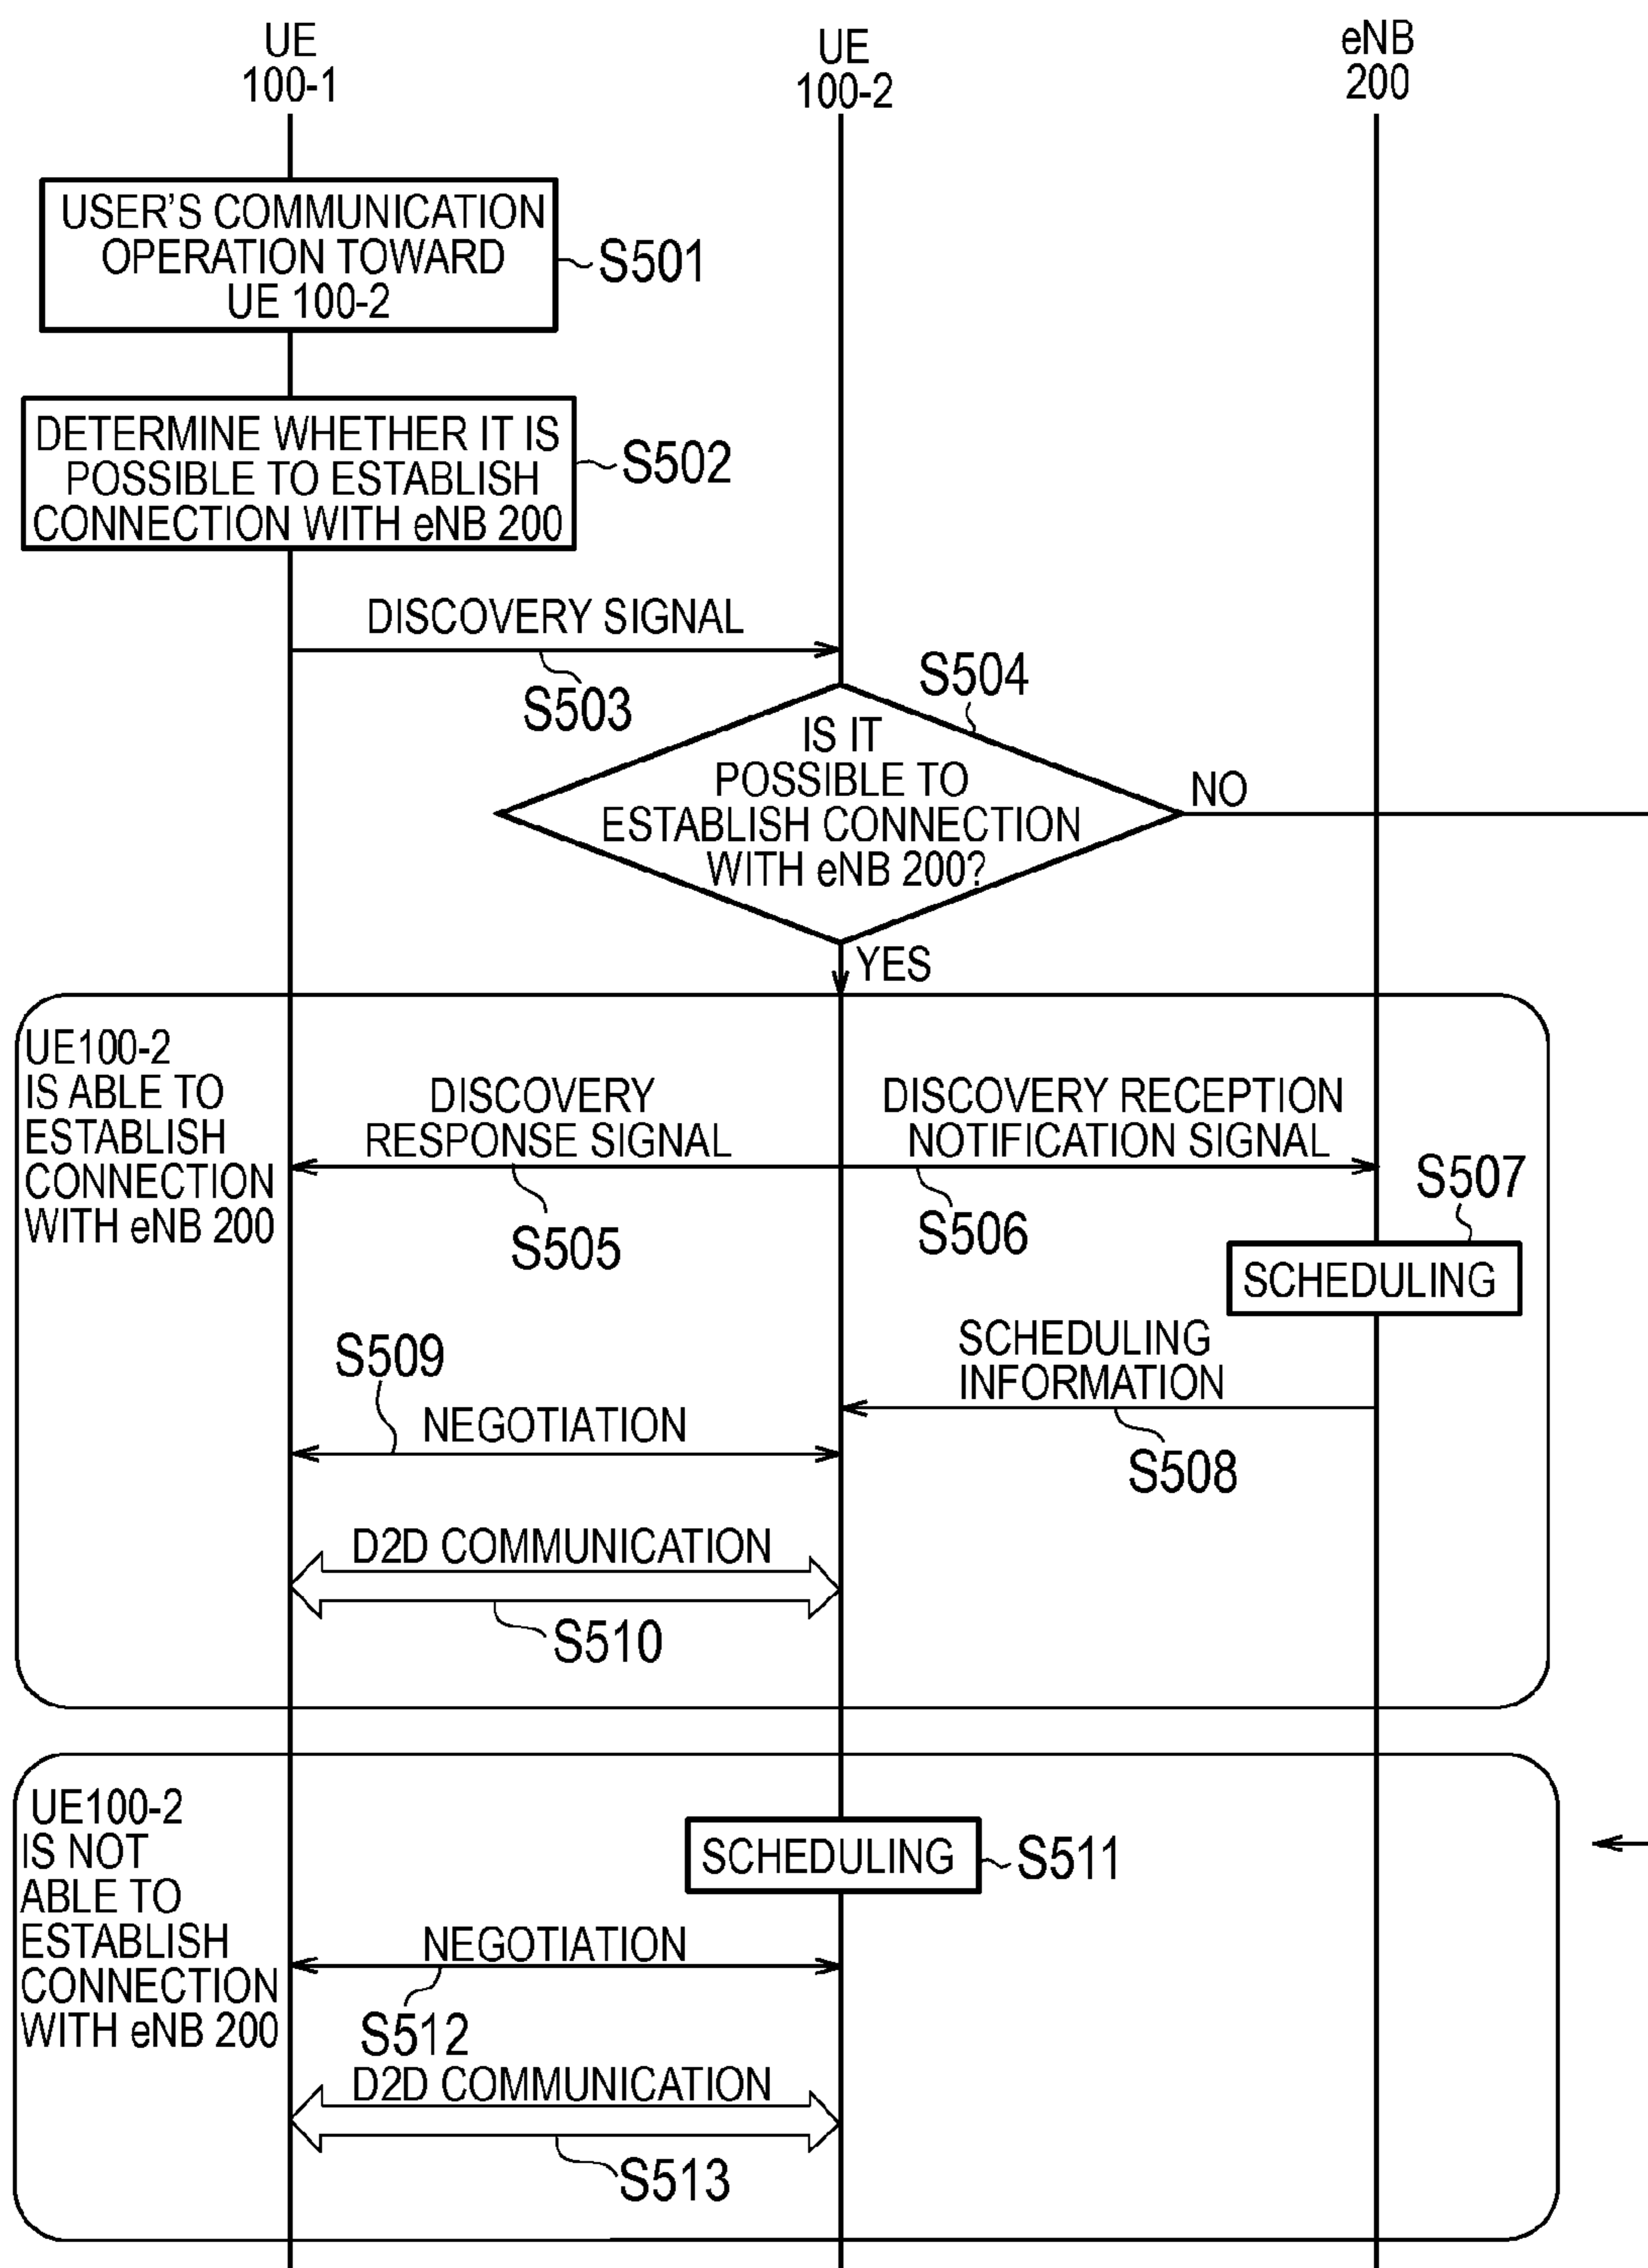 UE
100-1
UE
100-2
eNB
200
USER'S COMMUNICATION
OPERATION TOWARD
UE 100-2
S501
DETERMINE WHETHER IT IS
POSSIBLE TO ESTABLISH
CONNECTION WITH eNB 200
S502
DISCOVERY SIGNAL
S503
S504
IS IT
POSSIBLE TO
ESTABLISH CONNECTION
WITH eNB 200?
NO
YES
UE100-2
IS ABLE TO
ESTABLISH
CONNECTION
WITH eNB 200
DISCOVERY
RESPONSE SIGNAL
S505
DISCOVERY RECEPTION
NOTIFICATION SIGNAL
S506
S507
SCHEDULING
SCHEDULING
INFORMATION
S508
S509
NEGOTIATION
D2D COMMUNICATION
S510
UE100-2
IS NOT
ABLE TO
ESTABLISH
CONNECTION
WITH eNB 200
SCHEDULING
S511
NEGOTIATION
S512
D2D COMMUNICATION
S513